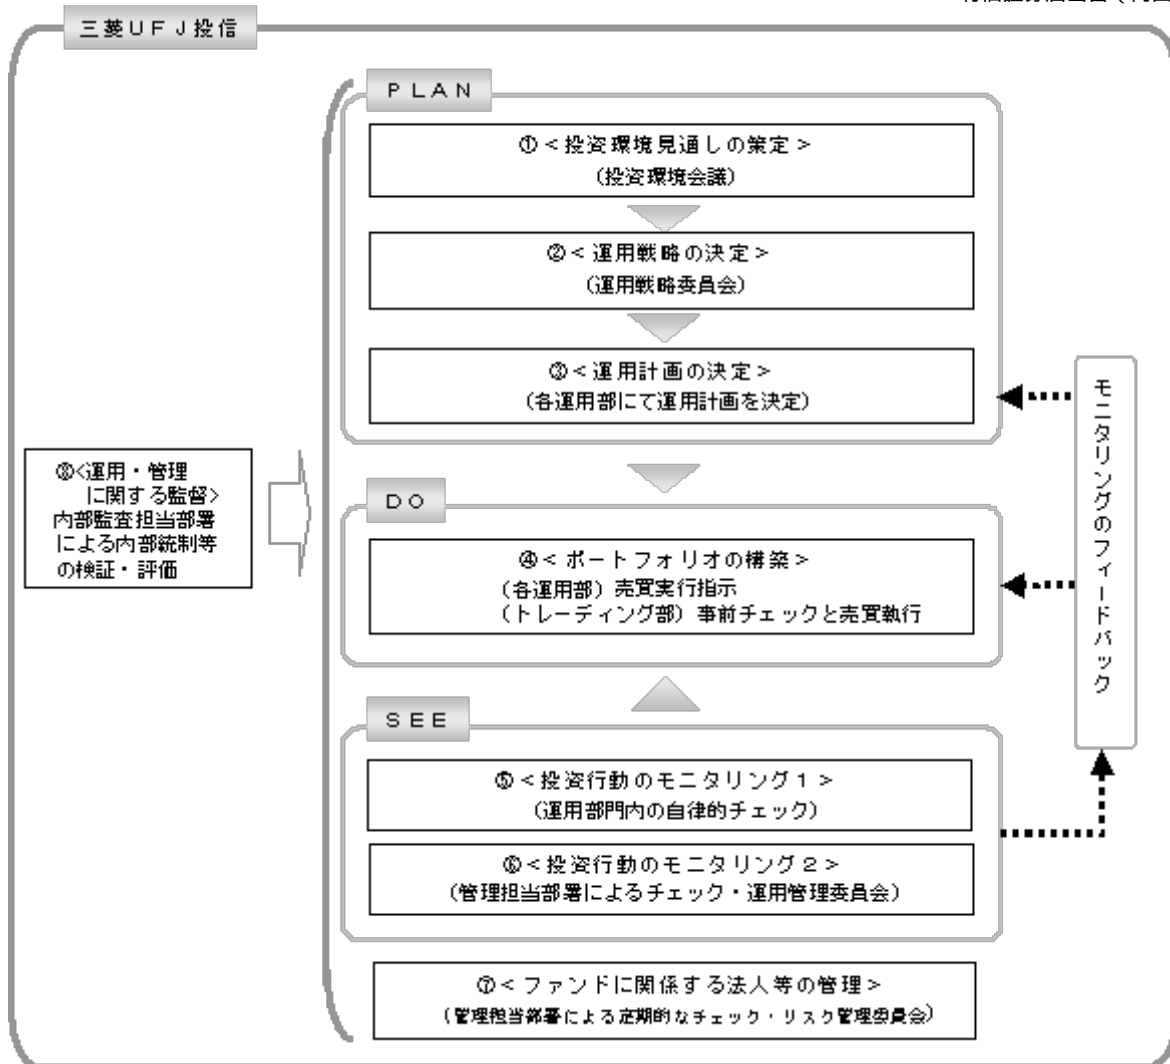 三菱UFJ投信
PLAN
①<投資環境見通しの策定>
(投資環境会議)
②<運用戦略の決定>
(運用戦略委員会)
③<運用計画の決定>
(各運用部にて運用計画を決定)
モニタリングのフィードバック
⑧<運用・管理
に関する監督>
内部監査担当部署
による内部統制等
の検証・評価
DO
④<ポートフォリオの構築>
(各運用部)売買実行指示
(トレーディング部)事前チェックと売買執行
SEE
⑤<投資行動のモニタリング1>
(運用部門内の自律的チェック)
⑥<投資行動のモニタリング2>
(管理担当部署によるチェック・運用管理委員会)
⑦<ファンドに関係する法人等の管理>
(管理担当部署による定期的なチェック・リスク管理委員会)